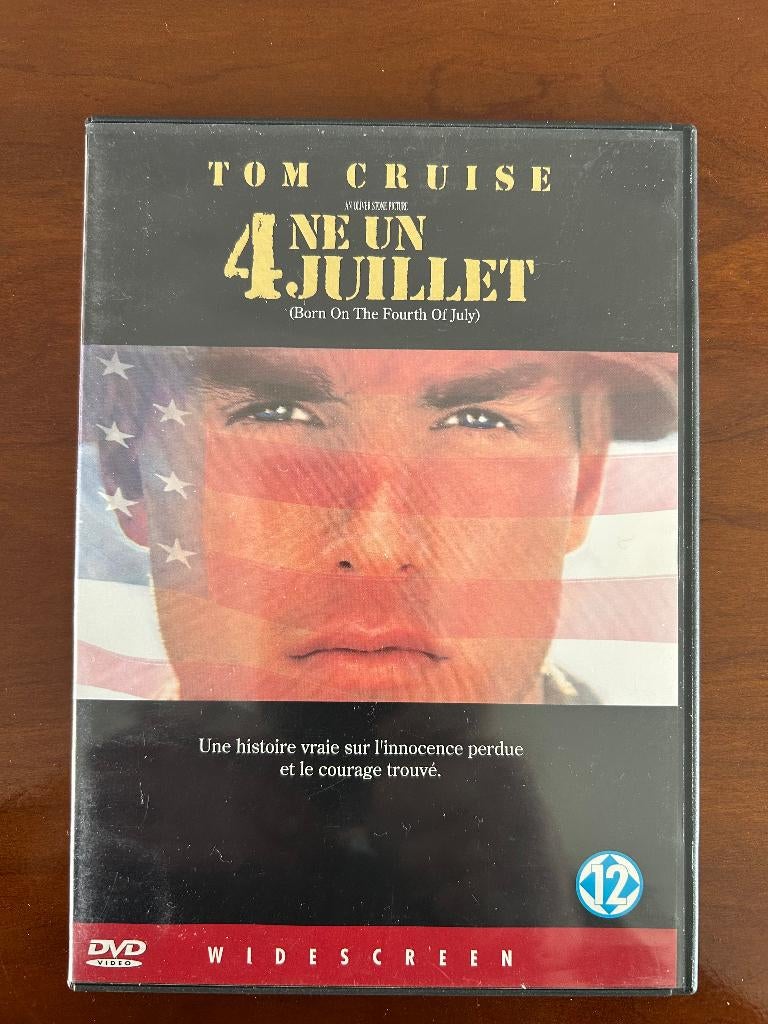 TOM CRUISE
AN OLIVER STONE PICTURE
NE UN
4 JUILLET
(Born On The Fourth Of July)
Une histoire vraie sur l'innocence perdue
et le courage trouvé.
12
DVD
VIDEO
WIDESCREEN